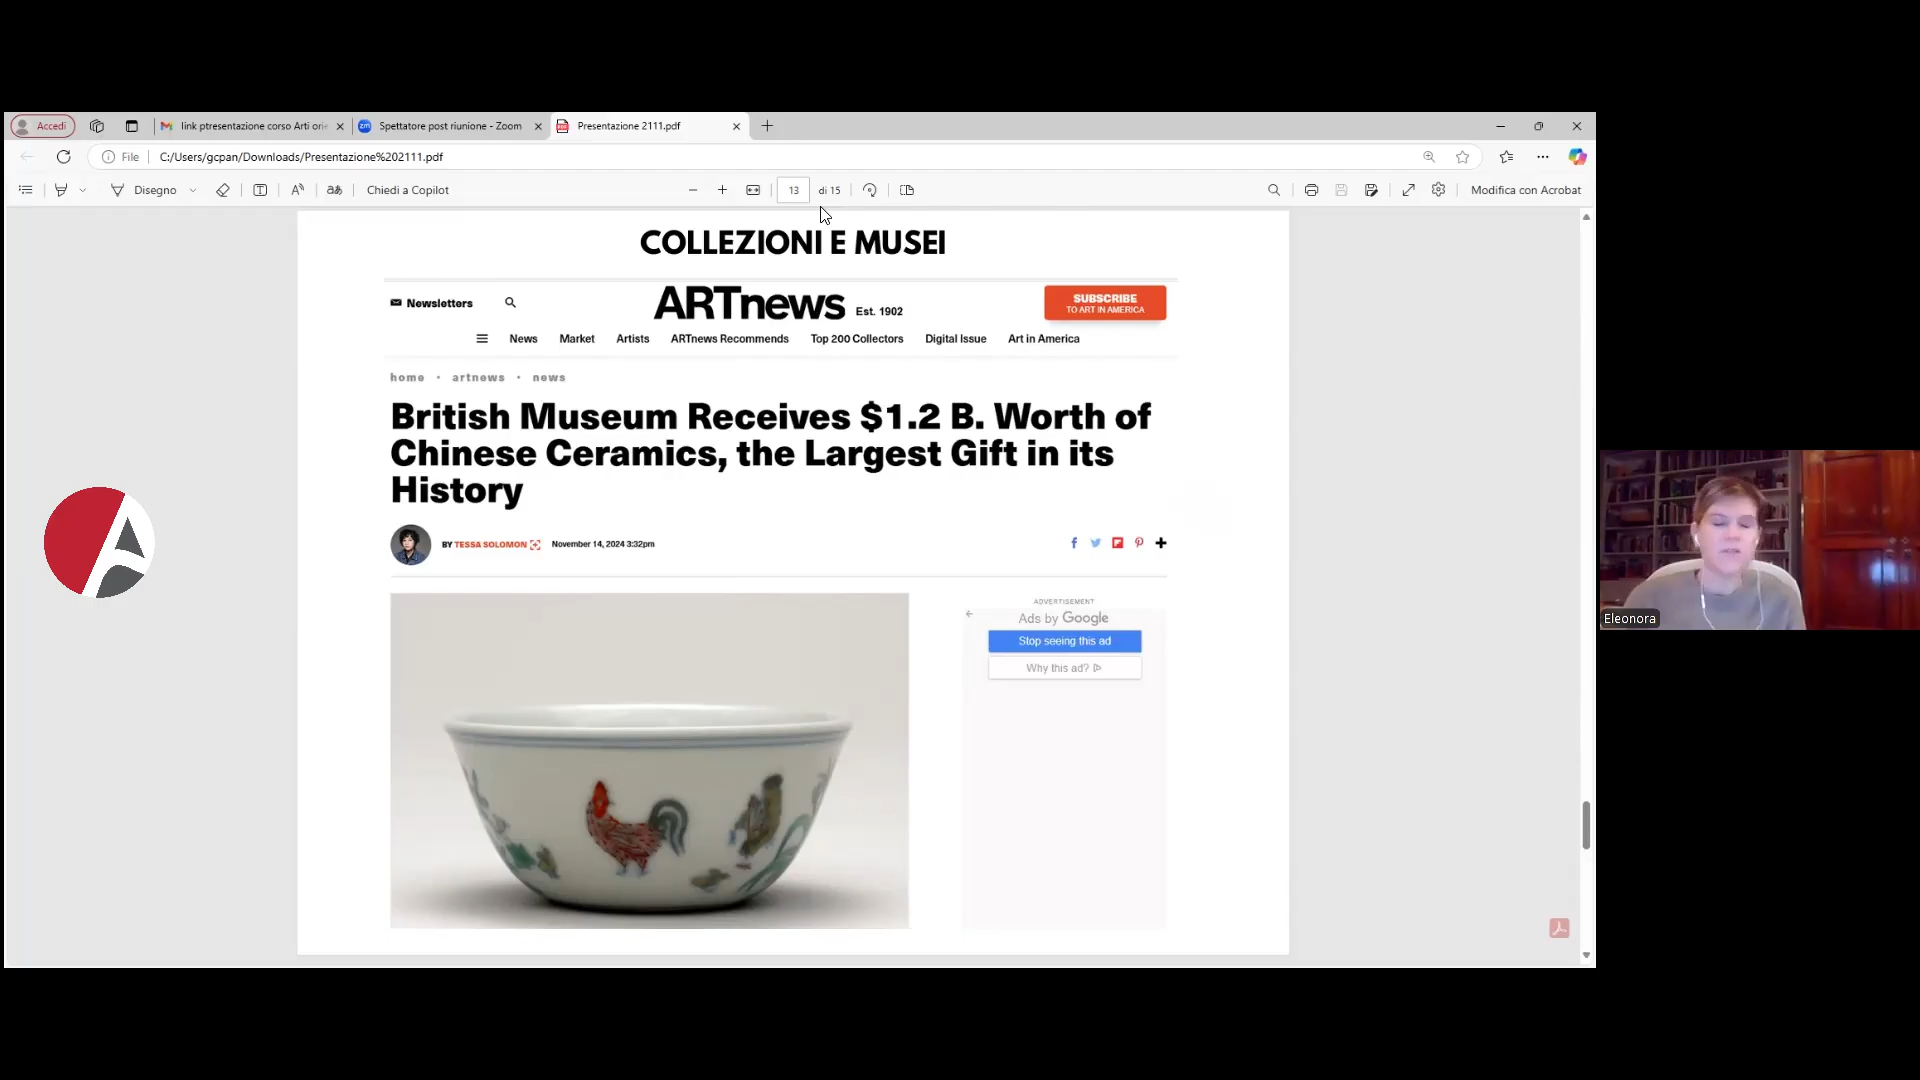 Accedi
link ptresentazione corso Arti orie
Spettatore post riunione - Zoom
Presentazione 2111.pdf
File
C:/Users/gcpan/Downloads/Presentazione%202111.pdf
Disegno
Chiedi a Copilot
13
di 15
Modifica con Acrobat
COLLEZIONI E MUSEI
Newsletters
ARTnews Est. 1902
SUBSCRIBE
TO ART IN AMERICA
News Market Artists ARTnews Recommends Top 200 Collectors Digital Issue Art in America
home • artnews • news
British Museum Receives $1.2 B. Worth of
Chinese Ceramics, the Largest Gift in its
History
BY TESSA SOLOMON
November 14, 2024 3:32pm
ADVERTISEMENT
Ads by Google
Stop seeing this ad
Why this ad?
Eleonora